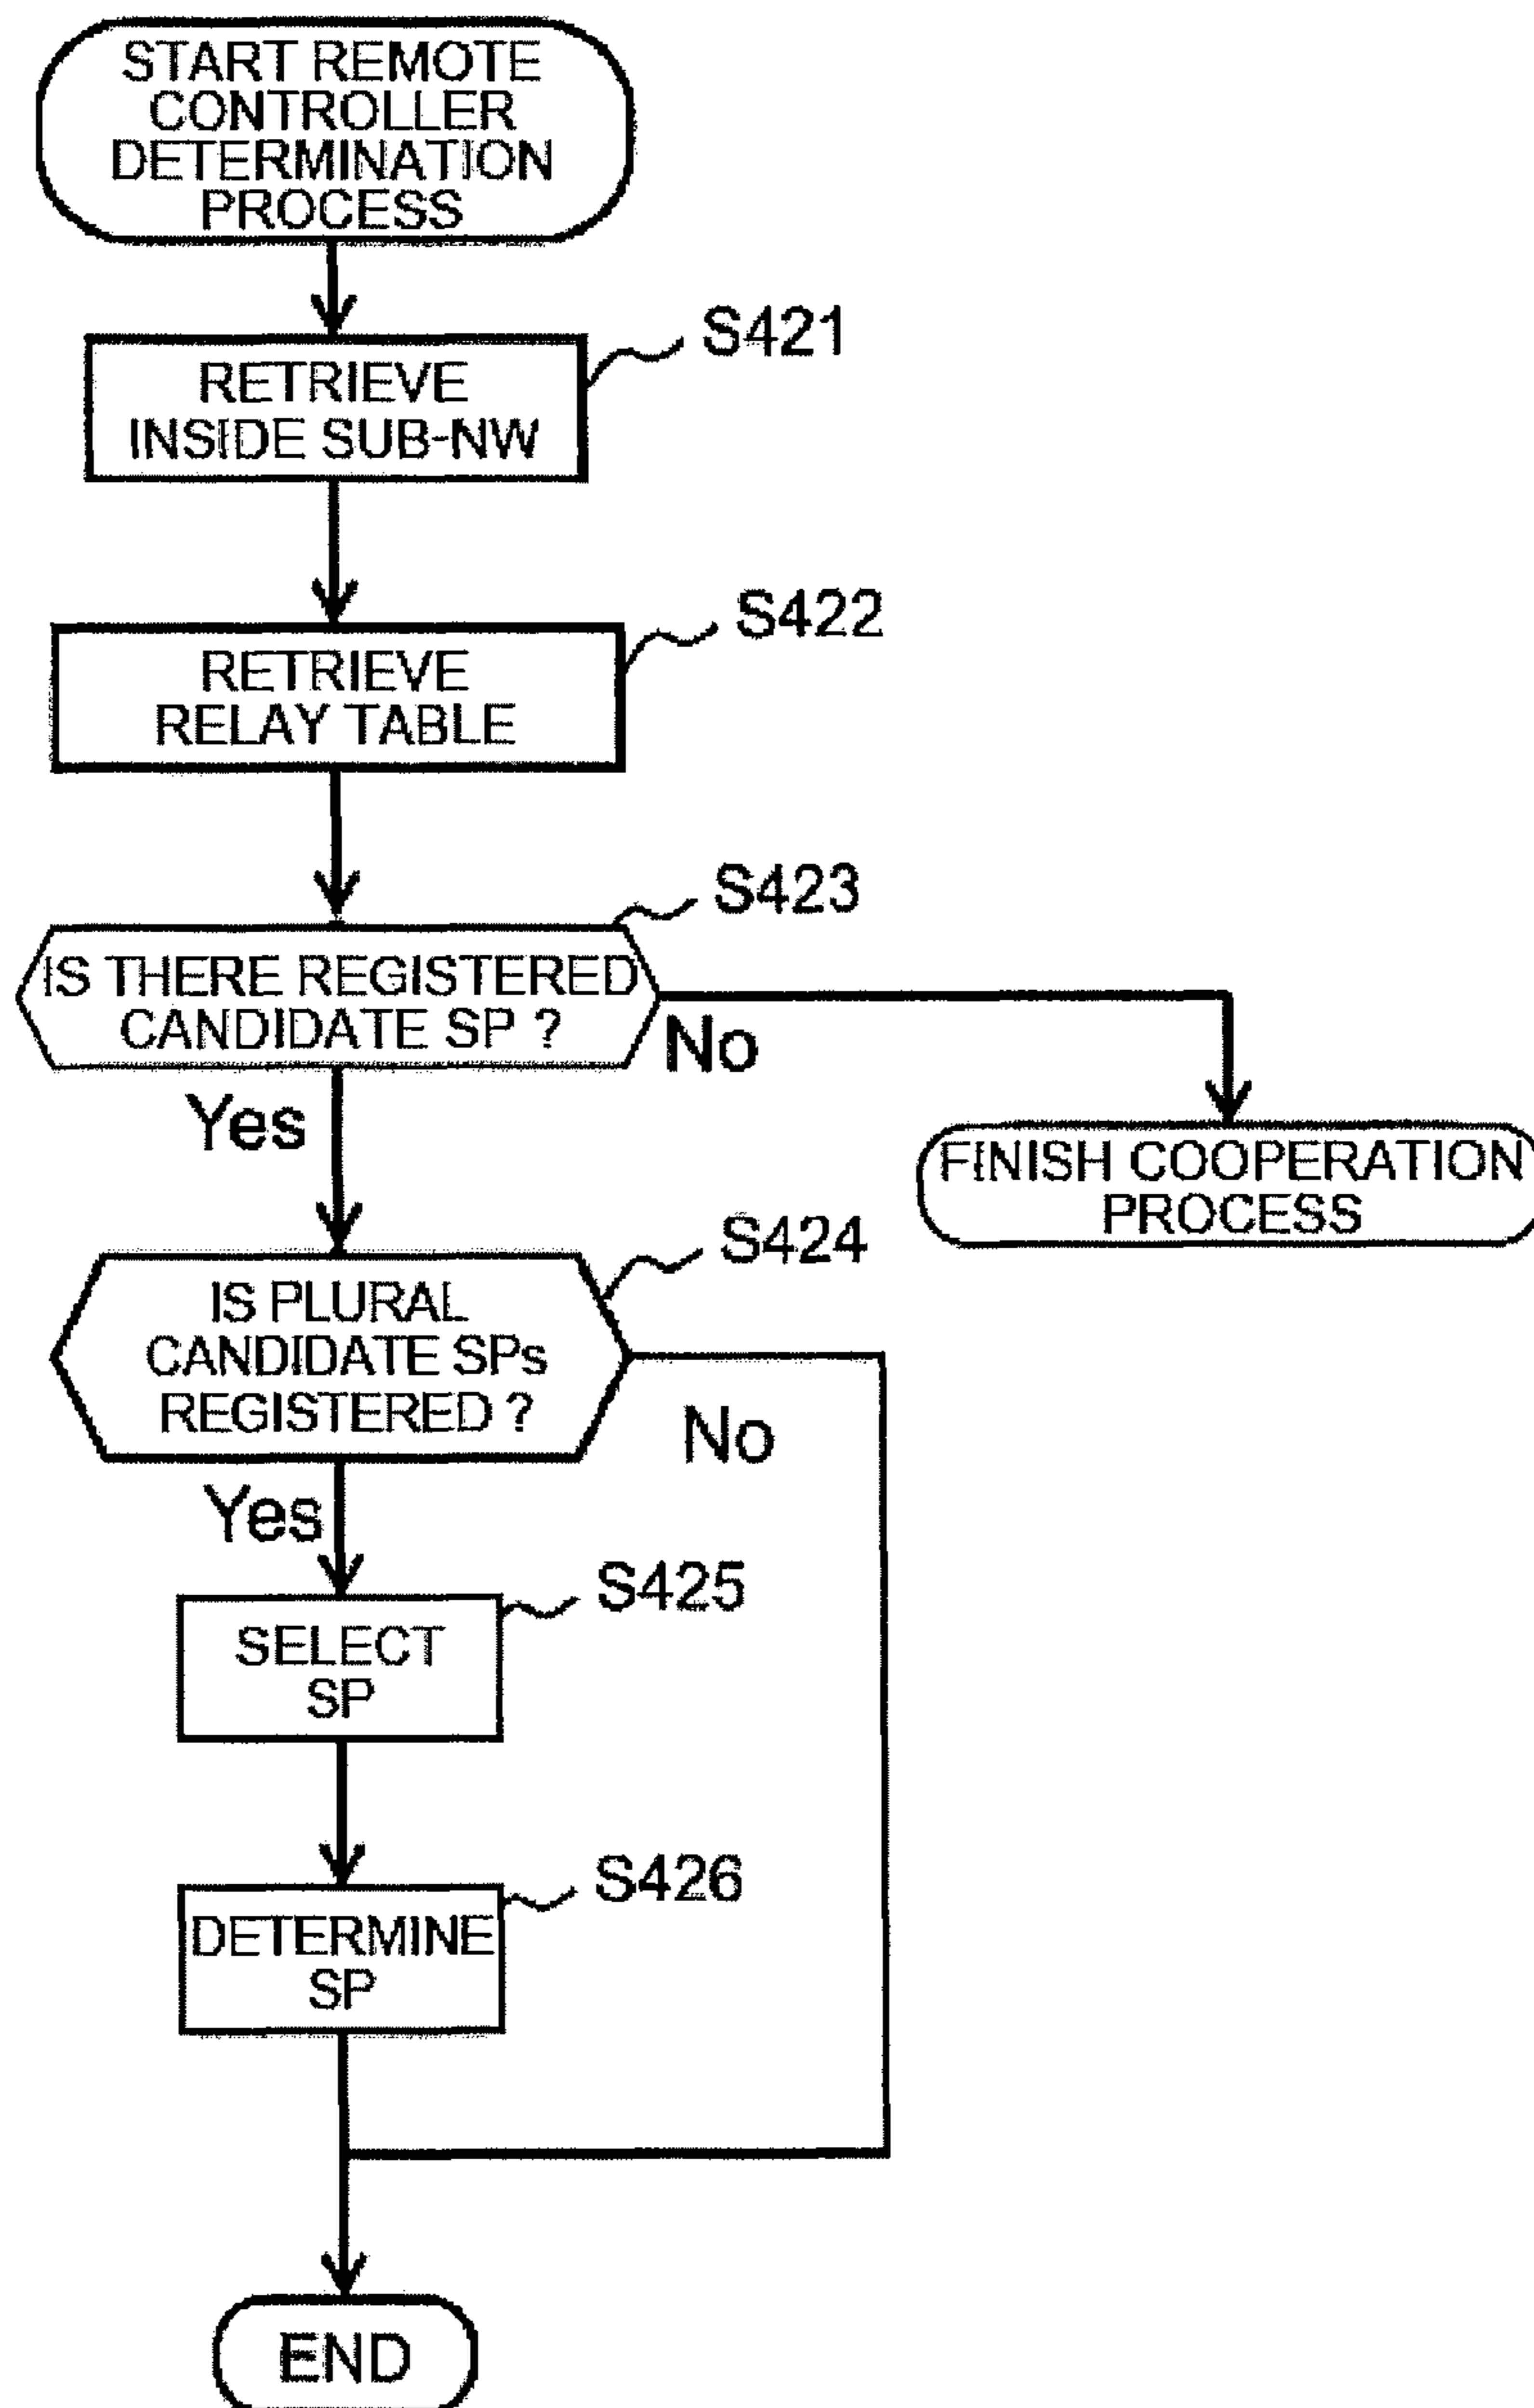 START REMOTE
CONTROLLER
DETERMINATION
PROCESS
S421
RETRIEVE
INSIDE SUB-NW
S422
RETRIEVE
RELAY TABLE
S423
IS THERE REGISTERED
CANDIDATE SP ?
No
Yes
FINISH COOPERATION
PROCESS
S424
IS PLURAL
CANDIDATE SPs
REGISTERED ?
No
Yes
S425
SELECT
SP
S426
DETERMINE
SP
END